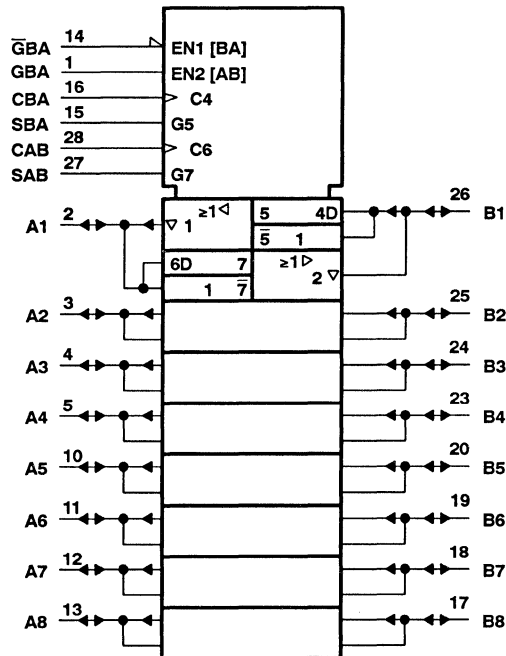 G̅BA 14 EN1 [BA]
GBA 1 EN2 [AB]
CBA 16 C4
SBA 15 G5
CAB 28 C6
SAB 27 G7
A1 2 ▽ 1 ≥1 ◁ 5 4D 26 B1
5̅ 1
6D 7 ≥1 ▷
1 7̅ 2 ▽
A2 3 25 B2
A3 4 24 B3
A4 5 23 B4
A5 10 20 B5
A6 11 19 B6
A7 12 18 B7
A8 13 17 B8